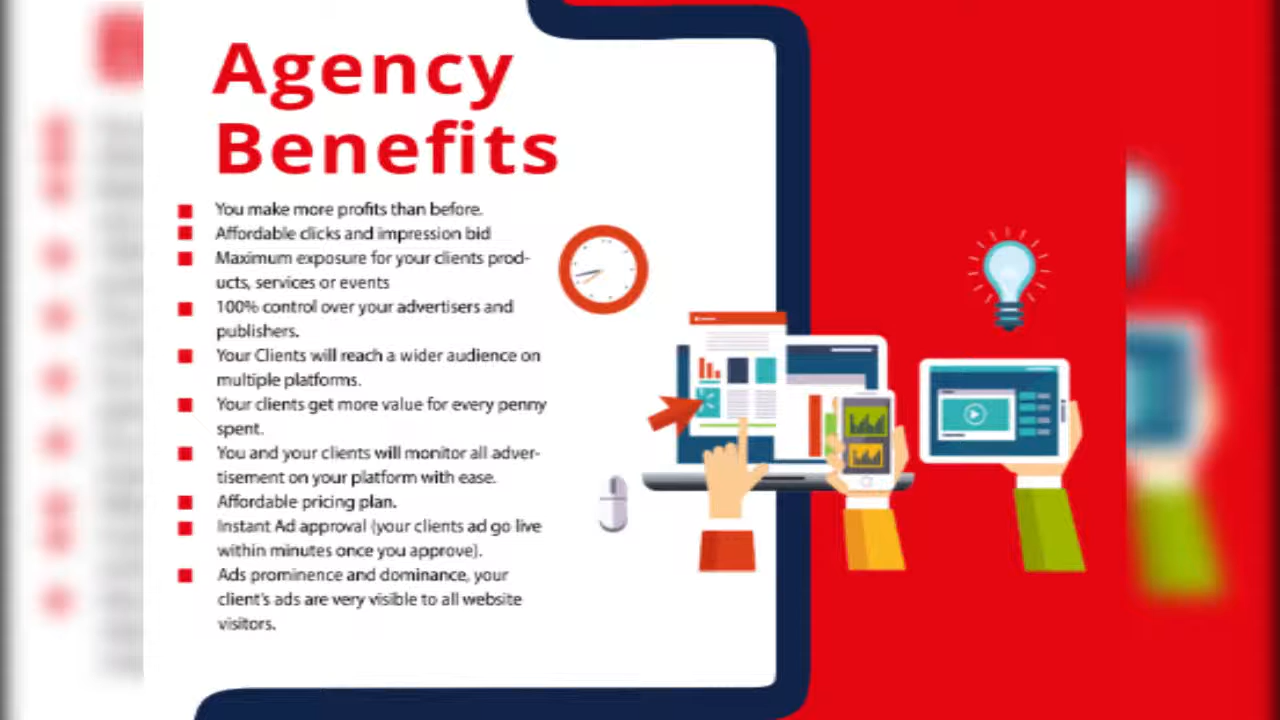 Agency
Benefits
You make more profits than before.
Affordable clicks and impression bid
Maximum exposure for your clients prod-
ucts, services or events
100% control over your advertisers and
publishers.
Your Clients will reach a wider audience on
multiple platforms.
Your clients get more value for every penny
spent.
You and your clients will monitor all adver-
tisement on your platform with ease.
Affordable pricing plan.
Instant Ad approval (your clients ad go live
within minutes once you approve).
Ads prominence and dominance, your
client's ads are very visible to all website
visitors.